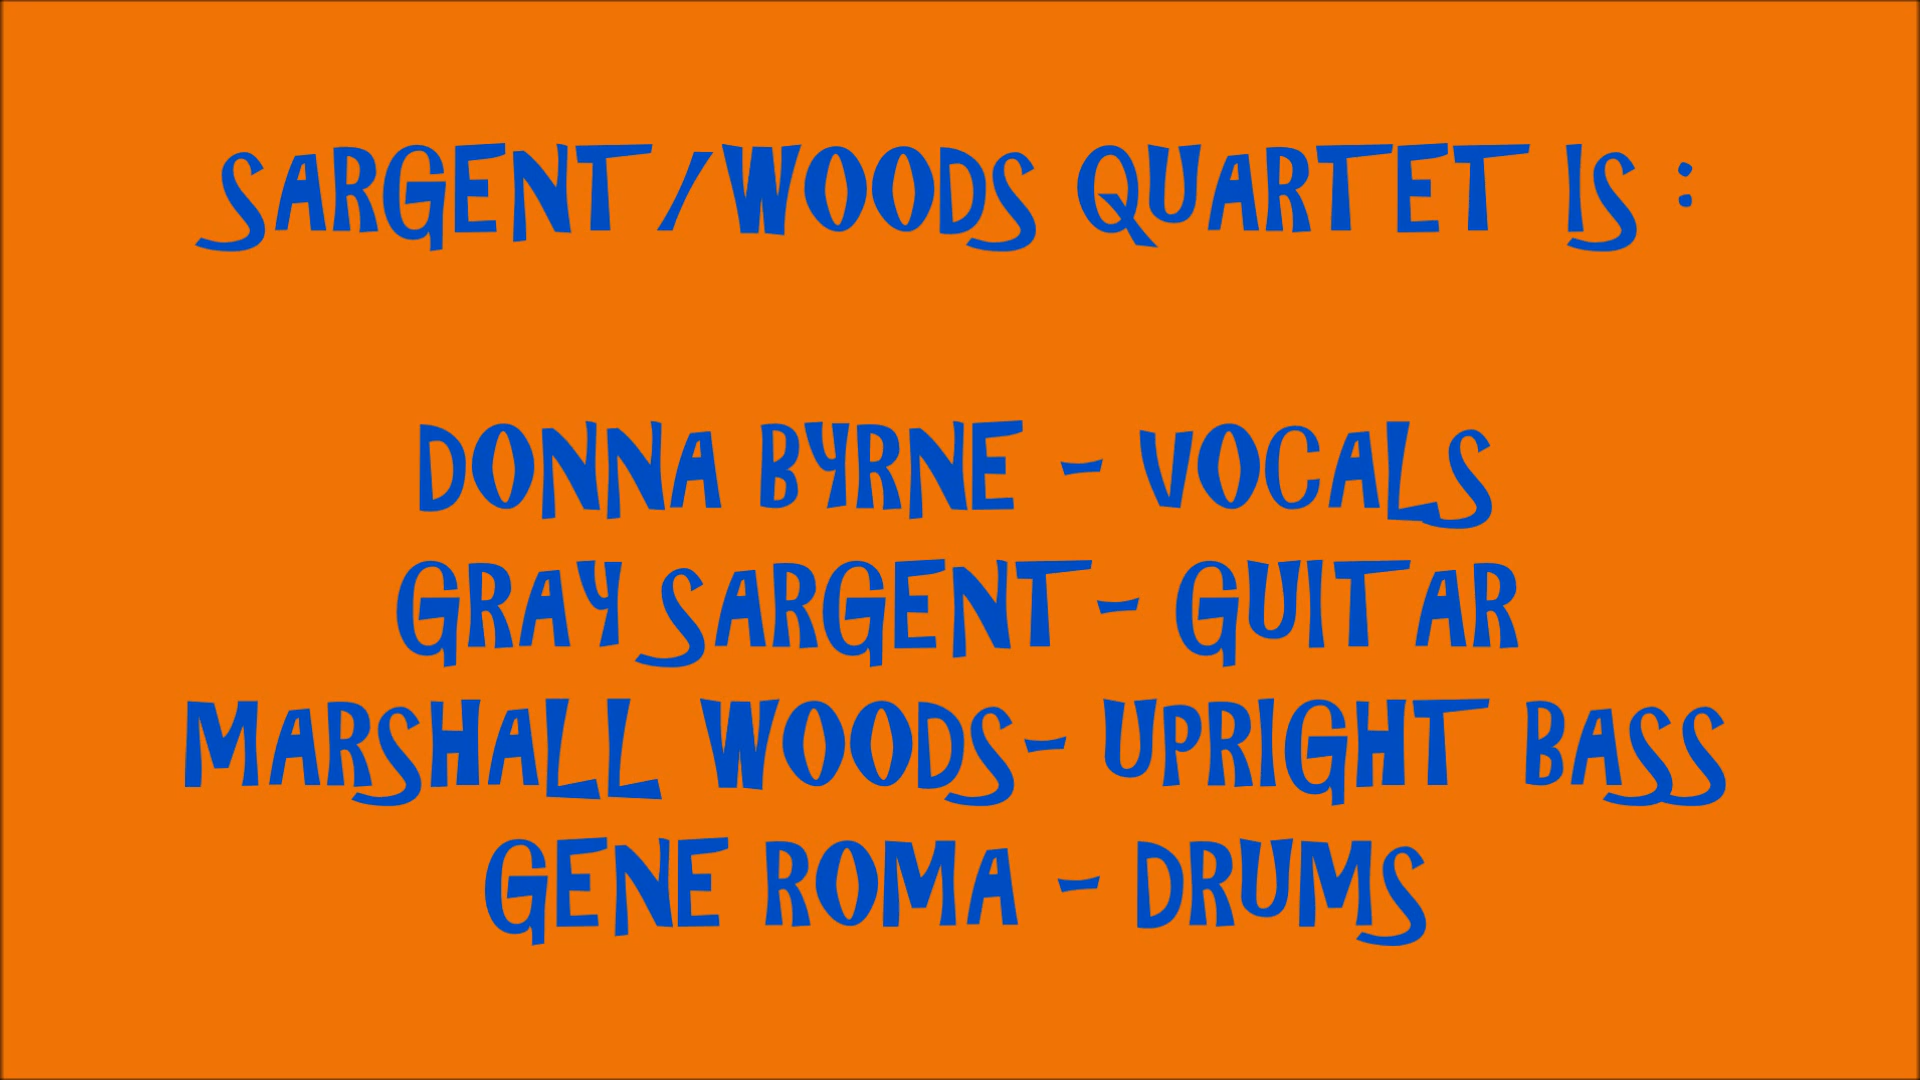 SARGENT/WOODS QUARTET IS :
DONNA BYRNE - VOCALS
GRAY SARGENT- GUITAR
MARSHALL WOODS- UPRIGHT BASS
GENE ROMA - DRUMS